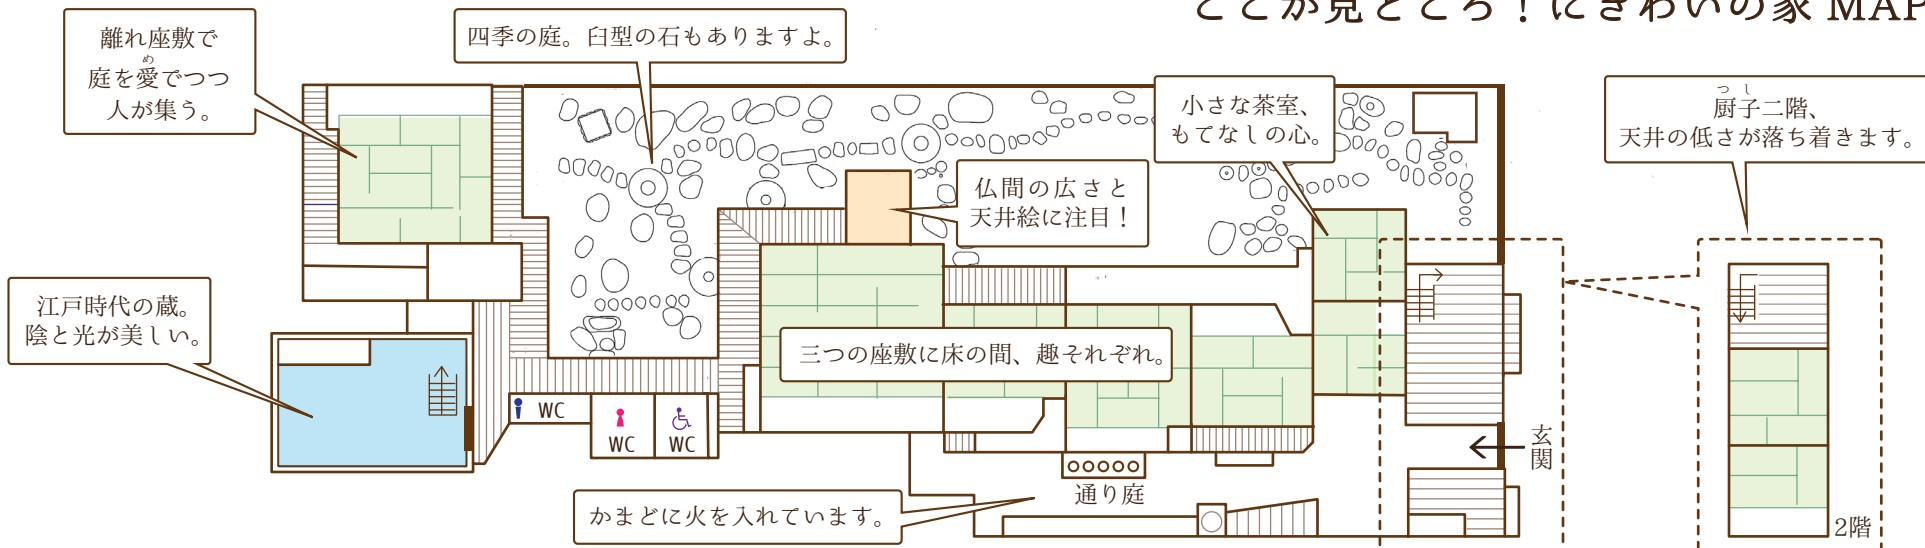 ここが見どころ！にぎわいの家 MAP
離れ座敷で
め
庭を愛でつつ
人が集う。
四季の庭。臼型の石もありますよ。
小さな茶室、
もてなしの心。
つし
厨子二階、
天井の低さが落ち着きます。
仏間の広さと
天井絵に注目！
江戸時代の蔵。
陰と光が美しい。
三つの座敷に床の間、趣それぞれ。
WC
WC
WC
玄関
通り庭
かまどに火を入れています。
2階